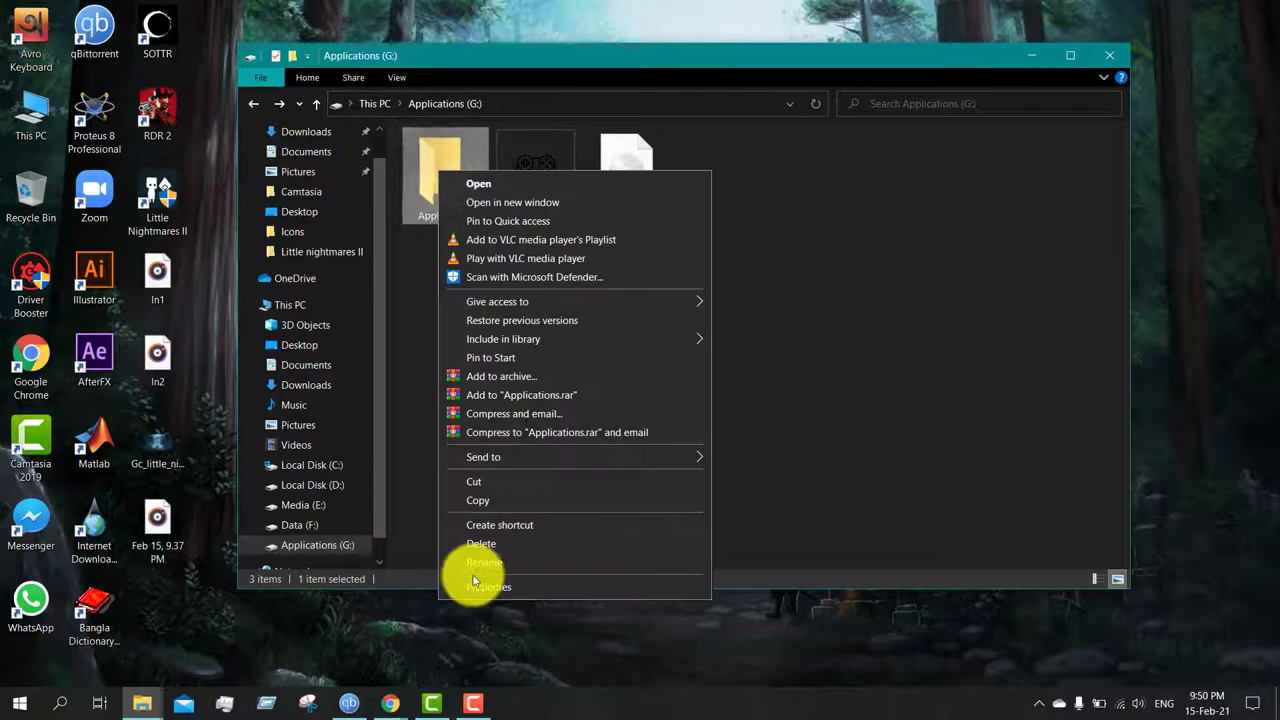 Applications (G:)
File
Home
Share
View
This PC
Applications (G:)
Search Applications (G:)
Downloads
Documents
Pictures
Camtasia
Desktop
Icons
Little nightmares II
OneDrive
This PC
3D Objects
Desktop
Documents
Downloads
Music
Pictures
Videos
Local Disk (C:)
Local Disk (D:)
Media (E:)
Data (F:)
Applications (G:)
3 items
1 item selected
Open
Open in new window
Pin to Quick access
Add to VLC media player's Playlist
Play with VLC media player
Scan with Microsoft Defender...
Give access to
Restore previous versions
Include in library
Pin to Start
Add to archive...
Add to "Applications.rar"
Compress and email...
Compress to "Applications.rar" and email
Send to
Cut
Copy
Create shortcut
Delete
Rename
Properties
Avro
Keyboard
qBittorrent
SOTTR
This PC
Proteus 8
Professional
RDR 2
Recycle Bin
Zoom
Little
Nightmares II
Driver
Booster
Illustrator
In1
Google
Chrome
AfterFX
In2
Camtasia
2019
Matlab
Gc_little_ni...
Messenger
Internet
Downloa...
Feb 15, 9.37
PM
WhatsApp
Bangla
Dictionary...
ENG
9:50 PM
15-Feb-21